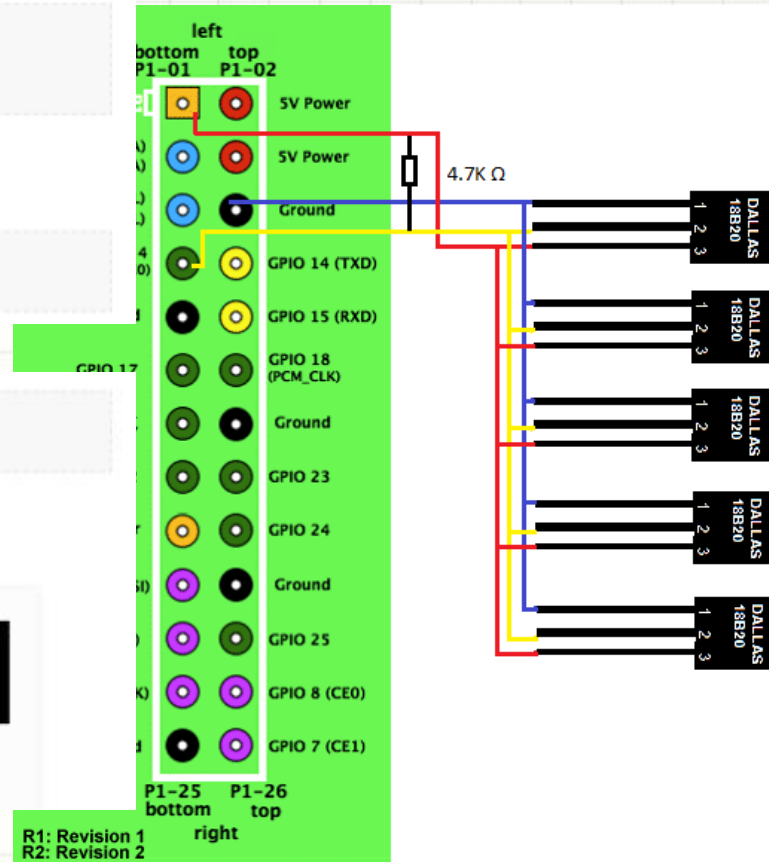 left
bottom top
P1-01 P1-02
5V Power
5V Power
4.7K Ω
Ground
4
0)
GPIO 14 (TXD)
GPIO 15 (RXD)
GPIO 17
GPIO 18
(PCM_CLK)
Ground
GPIO 23
GPIO 24
Ground
GPIO 25
GPIO 8 (CE0)
GPIO 7 (CE1)
P1-25 P1-26
bottom top
right
R1: Revision 1
R2: Revision 2
1
2
3
DALLAS
18B20
1
2
3
DALLAS
18B20
1
2
3
DALLAS
18B20
1
2
3
DALLAS
18B20
1
2
3
DALLAS
18B20